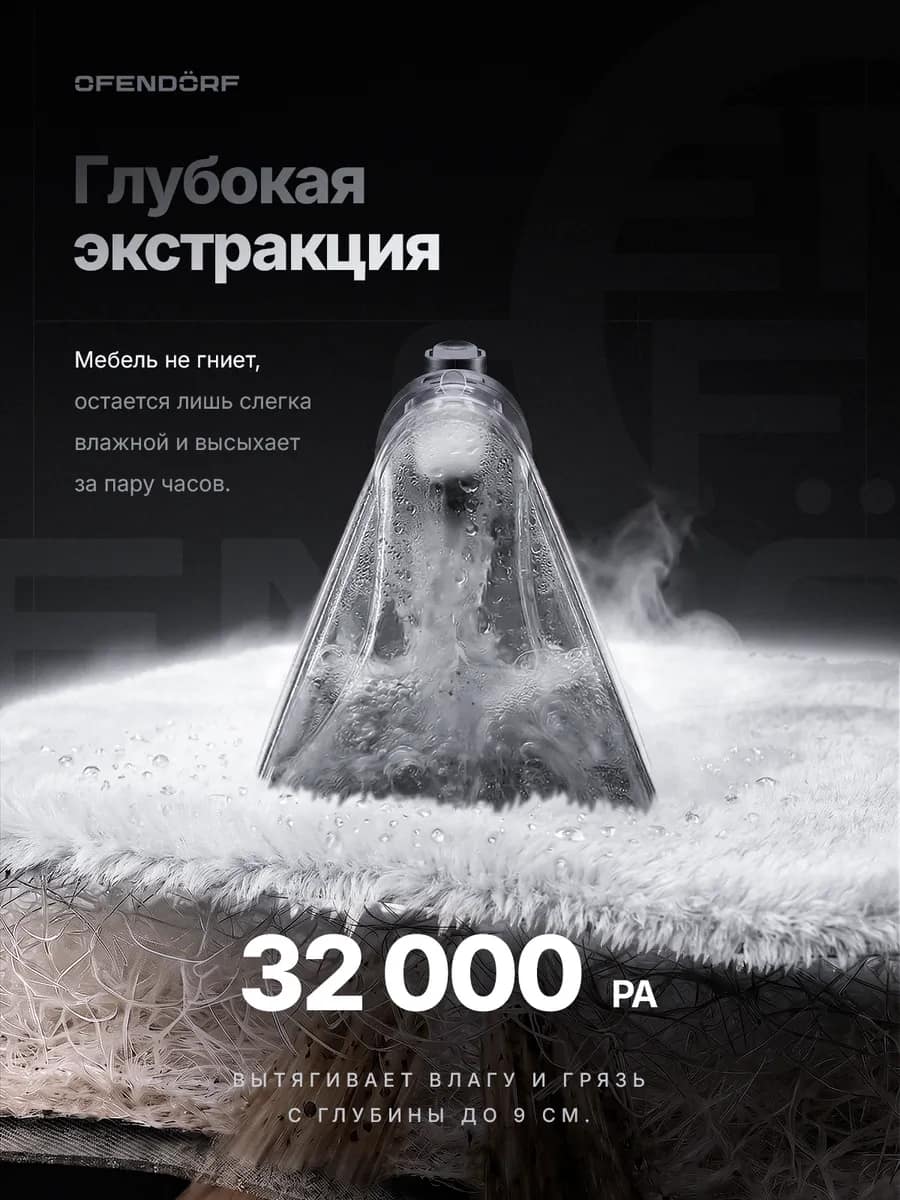 OFENDÖRF
Глубокая
экстракция
Мебель не гниет,
остается лишь слегка
влажной и высыхает
за пару часов.
32 000 PA
ВЫТЯГИВАЕТ ВЛАГУ И ГРЯЗЬ
С ГЛУБИНЫ ДО 9 СМ.